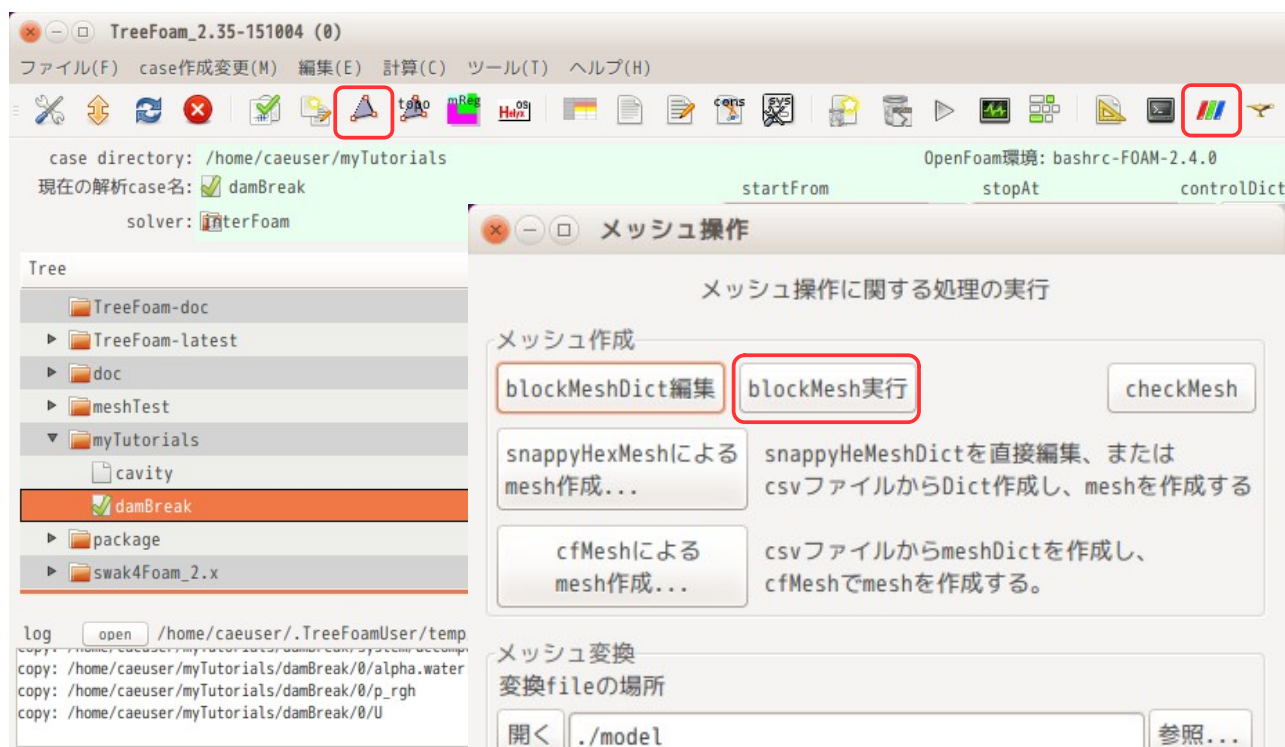 TreeFoam_2.35-151004 (0)
ファイル(F) case作成変更(M) 編集(E) 計算(C) ツール(T) ヘルプ(H)
topo mReg Helyx OS cons SYS
case directory: /home/caeuser/myTutorials OpenFoam環境: bashrc-FOAM-2.4.0
現在の解析case名: damBreak startFrom stopAt controlDict
solver: interFoam
Tree
TreeFoam-doc
TreeFoam-latest
doc
meshTest
myTutorials
cavity
damBreak
package
swak4Foam_2.x
log open /home/caeuser/.TreeFoamUser/temp
copy: /home/caeuser/myTutorials/damBreak/system/decomp
copy: /home/caeuser/myTutorials/damBreak/0/alpha.water
copy: /home/caeuser/myTutorials/damBreak/0/p_rgh
copy: /home/caeuser/myTutorials/damBreak/0/U
メッシュ操作
メッシュ操作に関する処理の実行
メッシュ作成
blockMeshDict編集 blockMesh実行 checkMesh
snappyHexMeshによる
mesh作成...
snappyHeMeshDictを直接編集、または
csvファイルからDict作成し、meshを作成する
cfMeshによる
mesh作成...
csvファイルからmeshDictを作成し、
cfMeshでmeshを作成する。
メッシュ変換
変換fileの場所
開く ./model 参照...